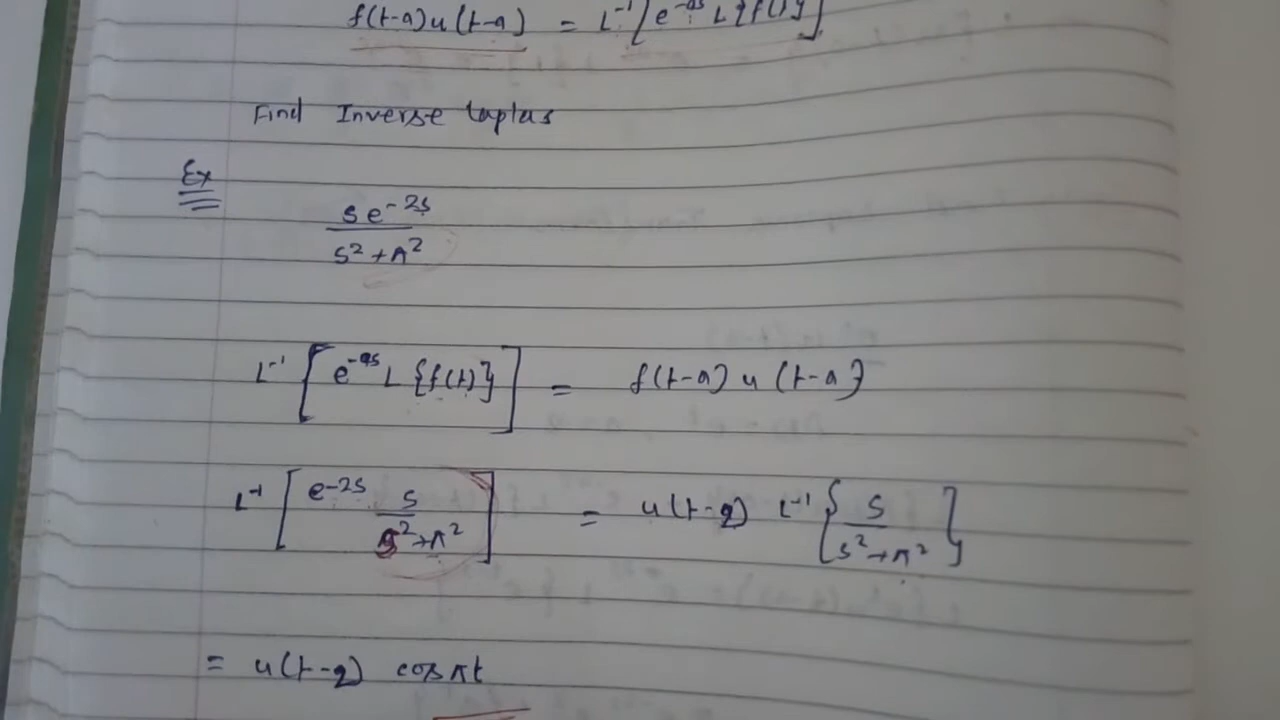 f(t-a)u(t-a) = L⁻¹[e^-as L{f(t)}]
Find Inverse laplas
Ex
se^-2s
s²+π²
L⁻¹[e^-as L{f(t)}] = f(t-a) u(t-a)
L⁻¹[e^-2s s/(s²+π²)] = u(t-2) L⁻¹{s/(s²+π²)}
= u(t-2) cos πt